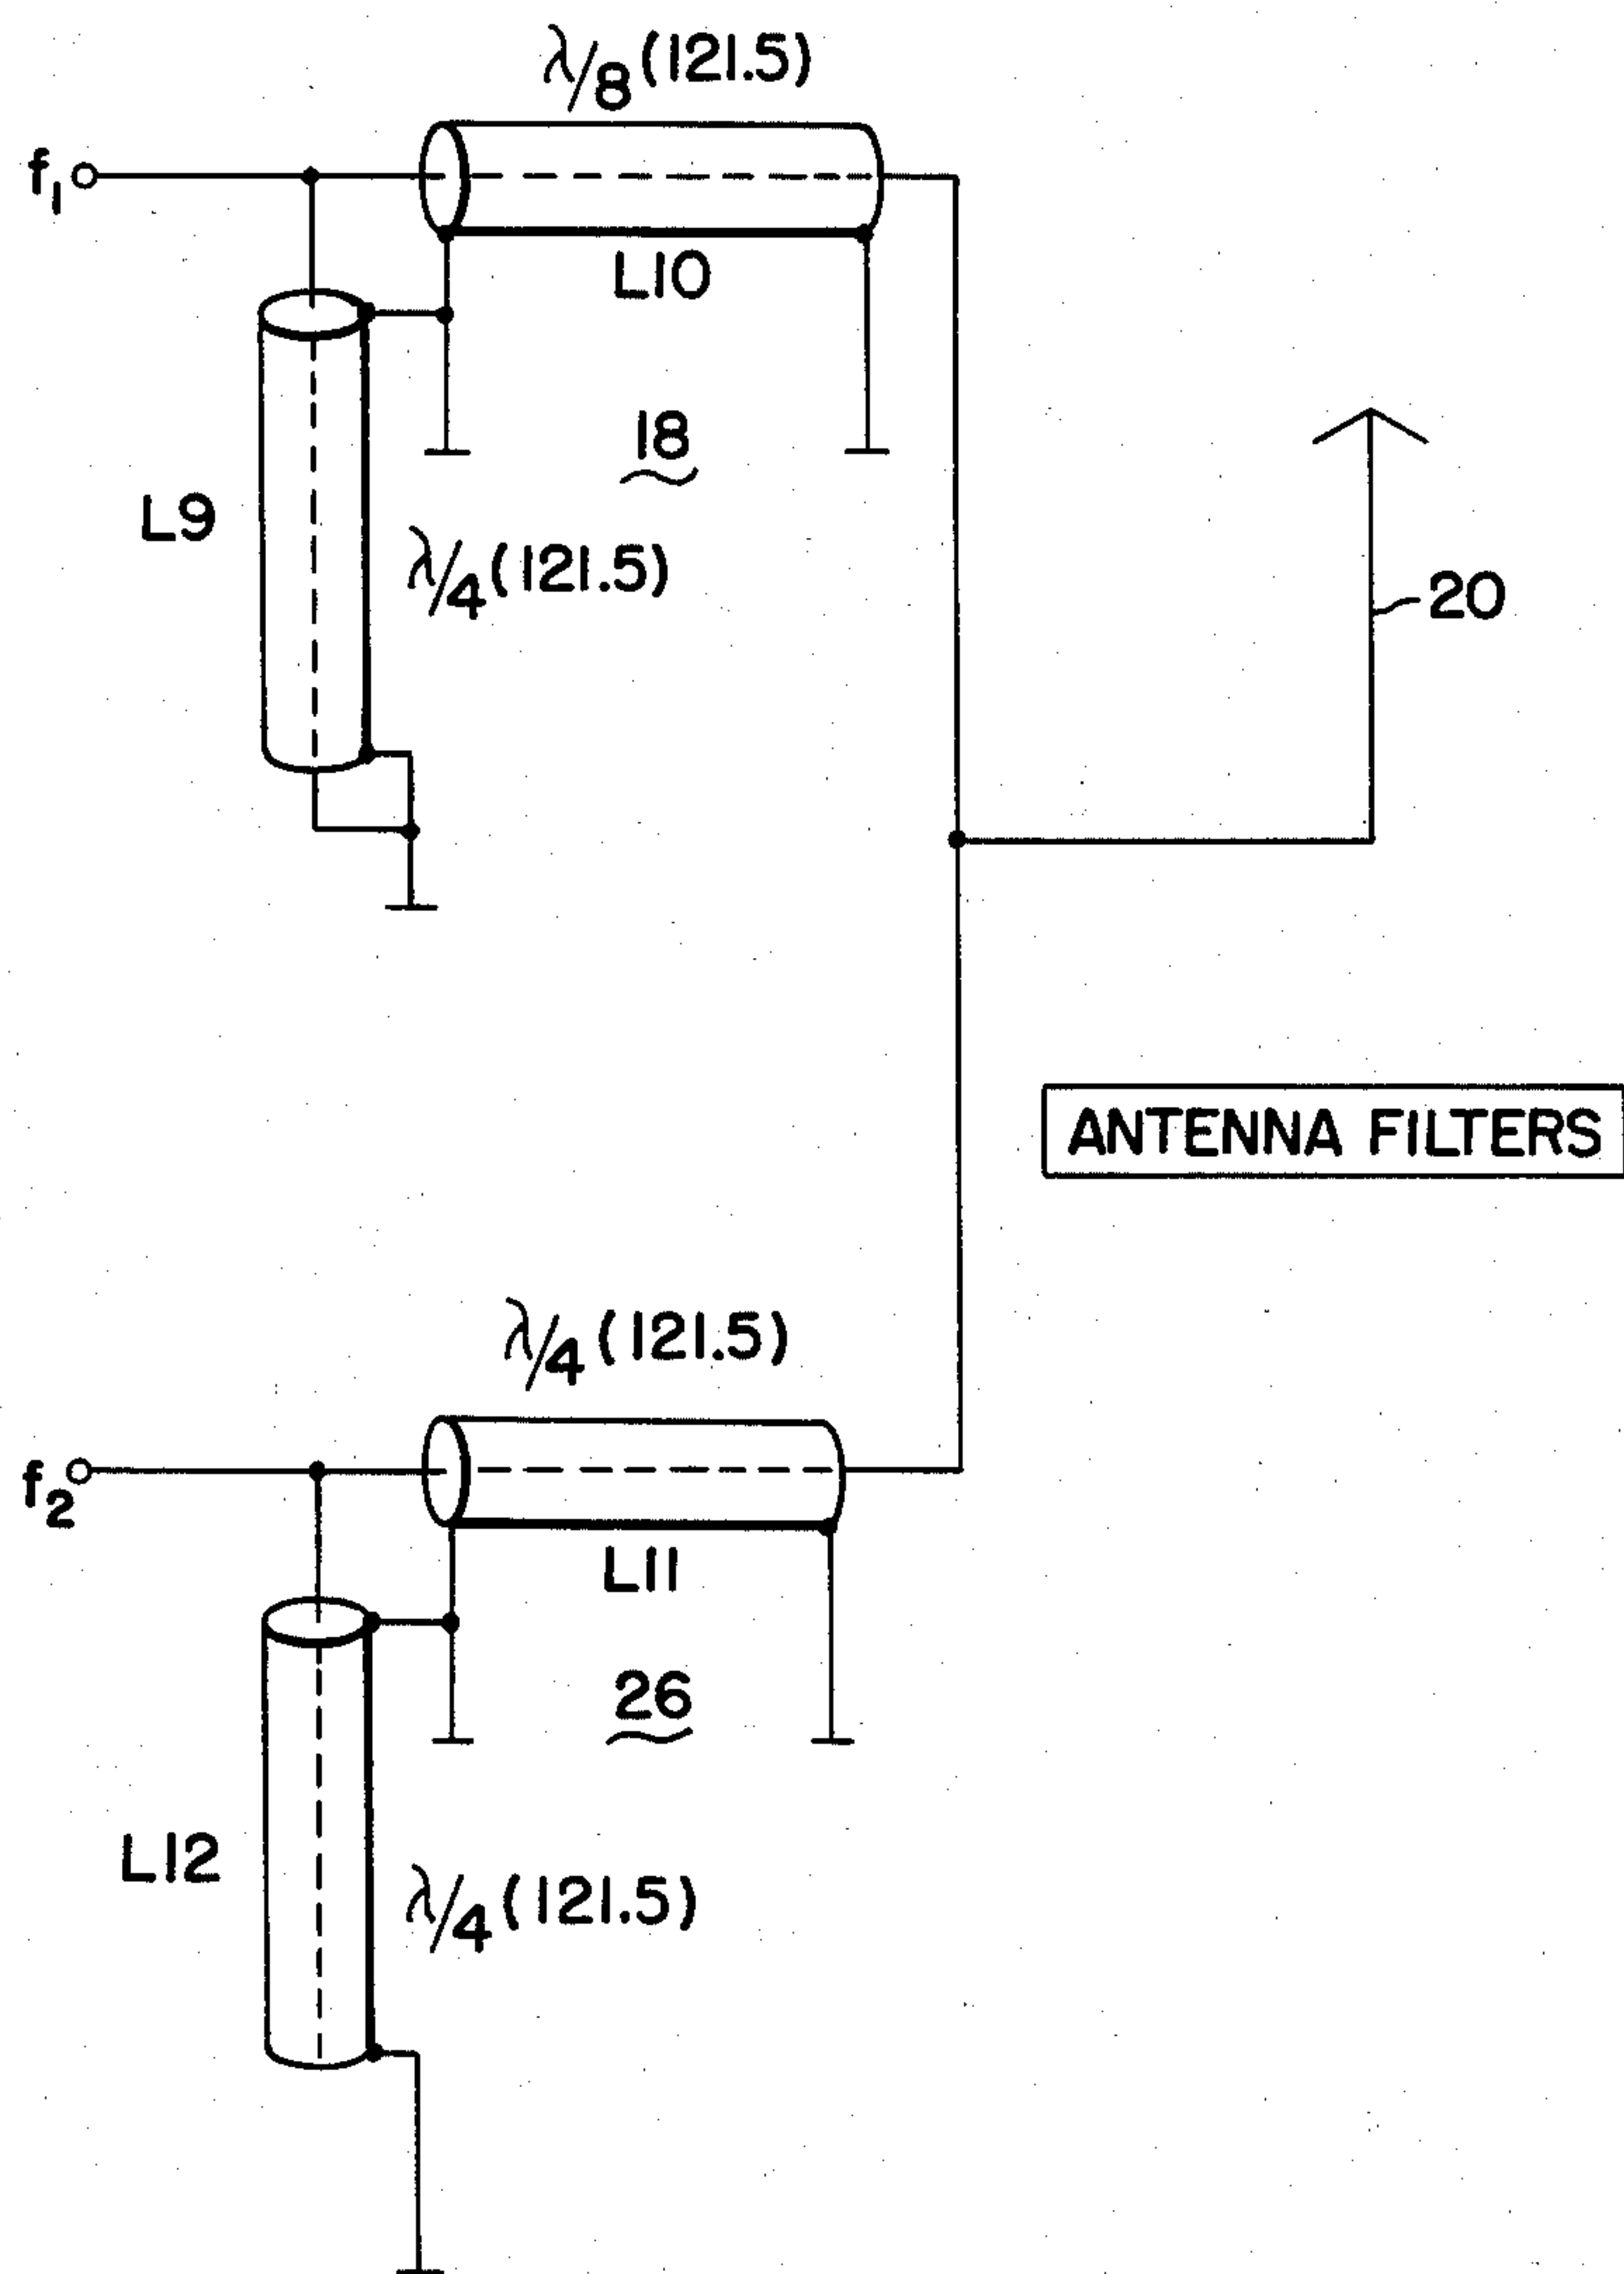 λ/8 (121.5)
f1
L10
18
L9
λ/4 (121.5)
20
ANTENNA FILTERS
λ/4 (121.5)
f2
L11
26
L12
λ/4 (121.5)